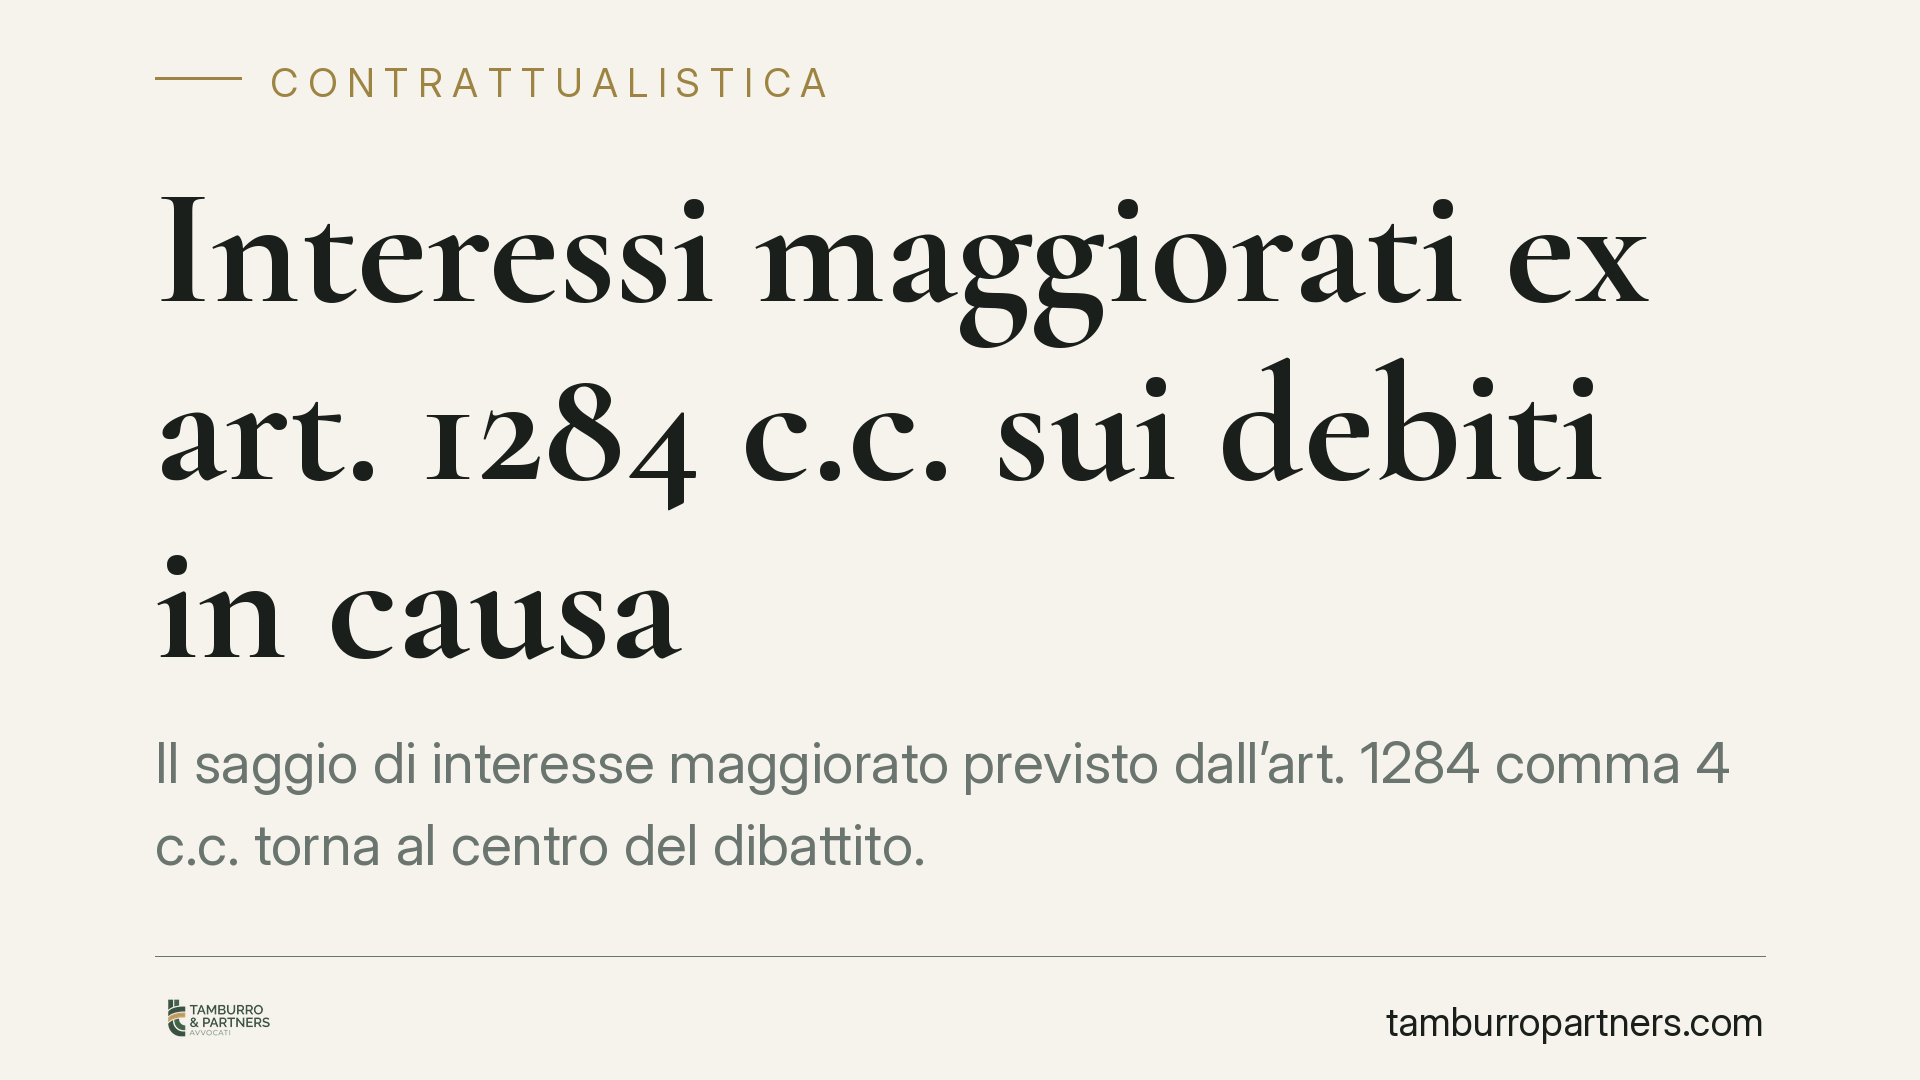 CONTRATTUALISTICA
Interessi maggiorati ex
art. 1284 c.c. sui debiti
in causa
Il saggio di interesse maggiorato previsto dall’art. 1284 comma 4
c.c. torna al centro del dibattito.
TAMBURRO
& PARTNERS
AVVOCATI
tamburropartners.com